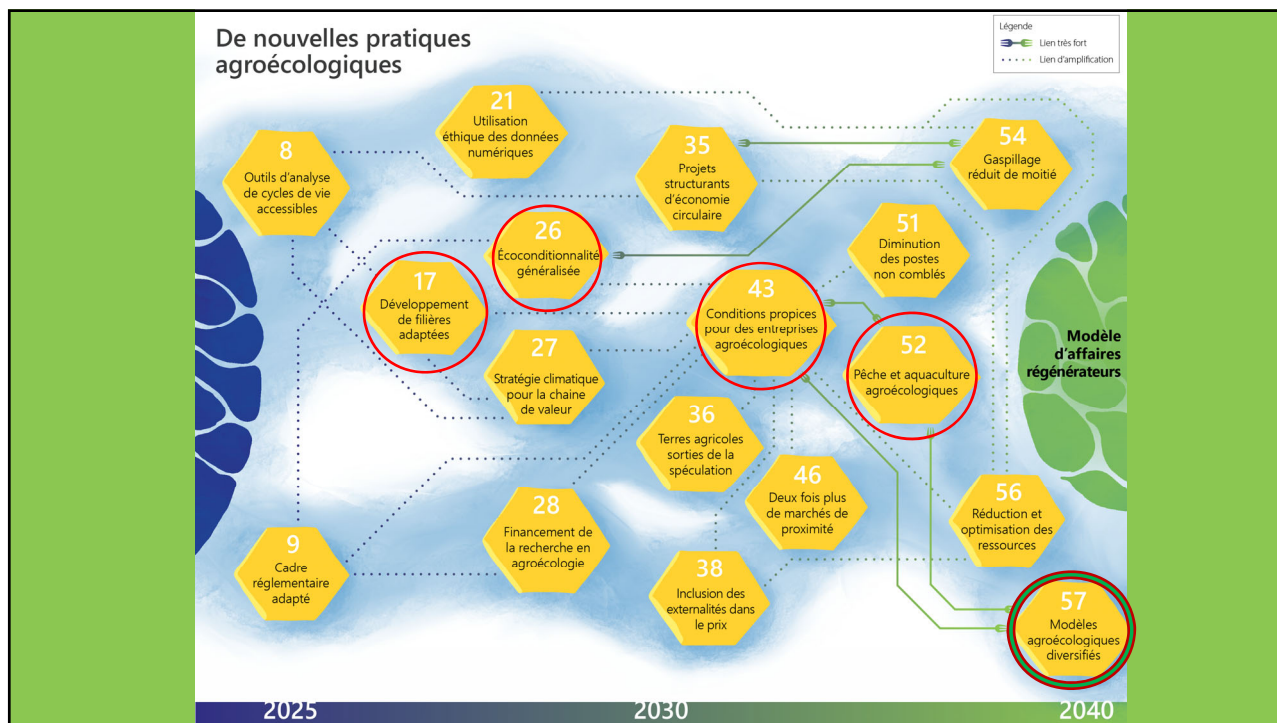 De nouvelles pratiques
agroécologiques
Légende
Lien très fort
Lien d'amplification
21
Utilisation
éthique des données
numériques
8
Outils d'analyse
de cycles de vie
accessibles
35
Projets
structurants
d'économie
circulaire
54
Gaspillage
réduit de moitié
26
Écoconditionnalité
généralisée
51
Diminution
des postes
non comblés
17
Développement
de filières
adaptées
43
Conditions propices
pour des entreprises
agroécologiques
Modèle
d'affaires
régénérateurs
52
Pêche et aquaculture
agroécologiques
27
Stratégie climatique
pour la chaine
de valeur
36
Terres agricoles
sorties de la
spéculation
46
Deux fois plus
de marchés de
proximité
56
Réduction et
optimisation des
ressources
28
Financement de
la recherche en
agroécologie
9
Cadre
réglementaire
adapté
38
Inclusion des
externalités dans
le prix
57
Modèles
agroécologiques
diversifiés
2025
2030
2040